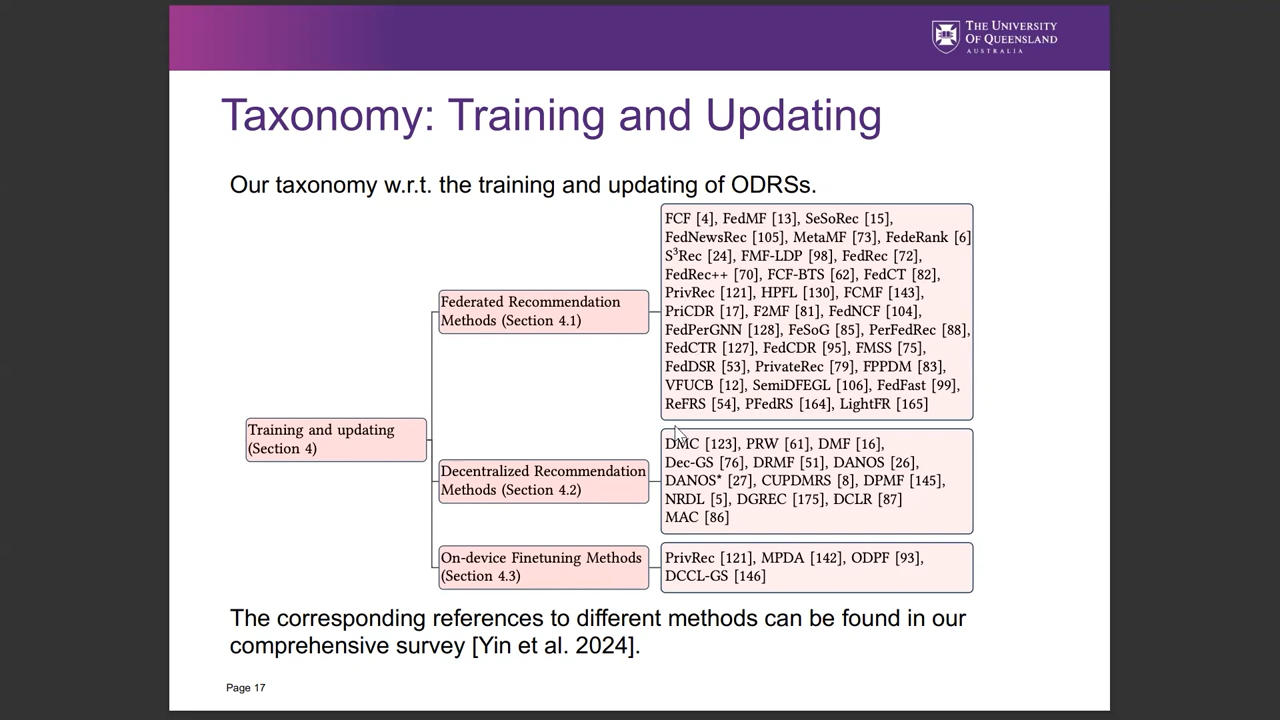 THE UNIVERSITY
OF QUEENSLAND
AUSTRALIA
Taxonomy: Training and Updating
Our taxonomy w.r.t. the training and updating of ODRSs.
Training and updating
(Section 4)
Federated Recommendation
Methods (Section 4.1)
FCF [4], FedMF [13], SeSoRec [15],
FedNewsRec [105], MetaMF [73], FedeRank [6]
S³Rec [24], FMF-LDP [98], FedRec [72],
FedRec++ [70], FCF-BTS [62], FedCT [82],
PrivRec [121], HPFL [130], FCMF [143],
PriCDR [17], F2MF [81], FedNCF [104],
FedPerGNN [128], FeSoG [85], PerFedRec [88],
FedCTR [127], FedCDR [95], FMSS [75],
FedDSR [53], PrivateRec [79], FPPDM [83],
VFUCB [12], SemiDFEGL [106], FedFast [99],
ReFRS [54], PFedRS [164], LightFR [165]
Decentralized Recommendation
Methods (Section 4.2)
DMC [123], PRW [61], DMF [16],
Dec-GS [76], DRMF [51], DANOS [26],
DANOS* [27], CUPDMRS [8], DPMF [145],
NRDL [5], DGREC [175], DCLR [87]
MAC [86]
On-device Finetuning Methods
(Section 4.3)
PrivRec [121], MPDA [142], ODPF [93],
DCCL-GS [146]
The corresponding references to different methods can be found in our
comprehensive survey [Yin et al. 2024].
Page 17